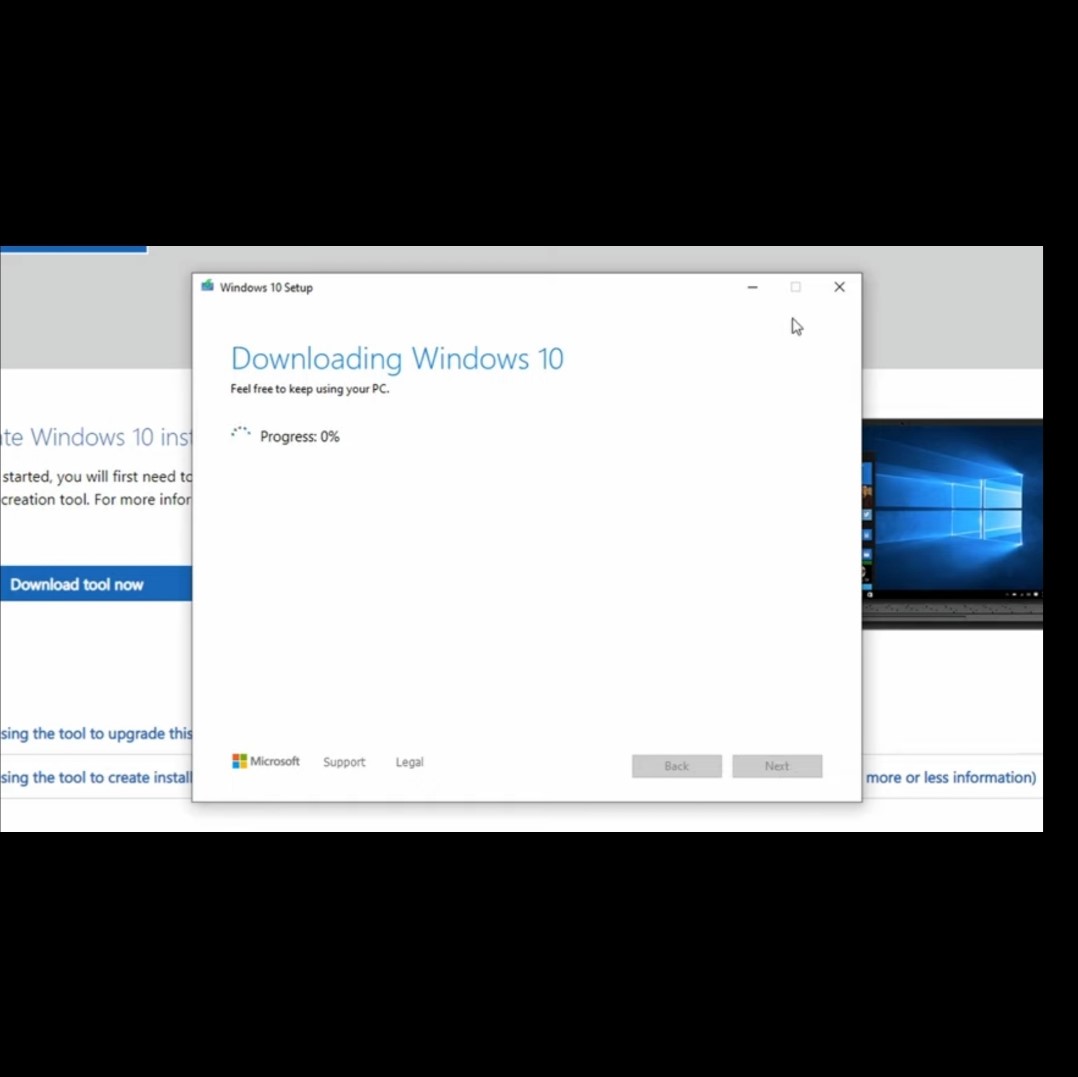 Windows 10 Setup
Downloading Windows 10
Feel free to keep using your PC.
Progress: 0%
te Windows 10 inst
started, you will first need to
creation tool. For more infor
Download tool now
sing the tool to upgrade this
sing the tool to create install
more or less information)
Microsoft Support Legal
Back Next